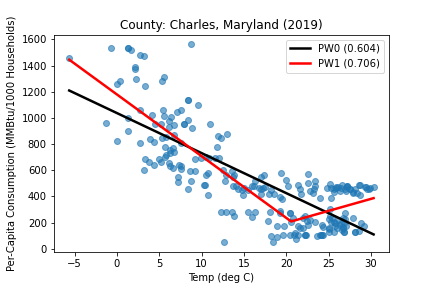 County: Charles, Maryland (2019)
Per-Capita Consumption (MMBtu/1000 Households)
1600
1400
1200
1000
800
600
400
200
0
PW0 (0.604)
PW1 (0.706)
−5 0 5 10 15 20 25 30
Temp (deg C)